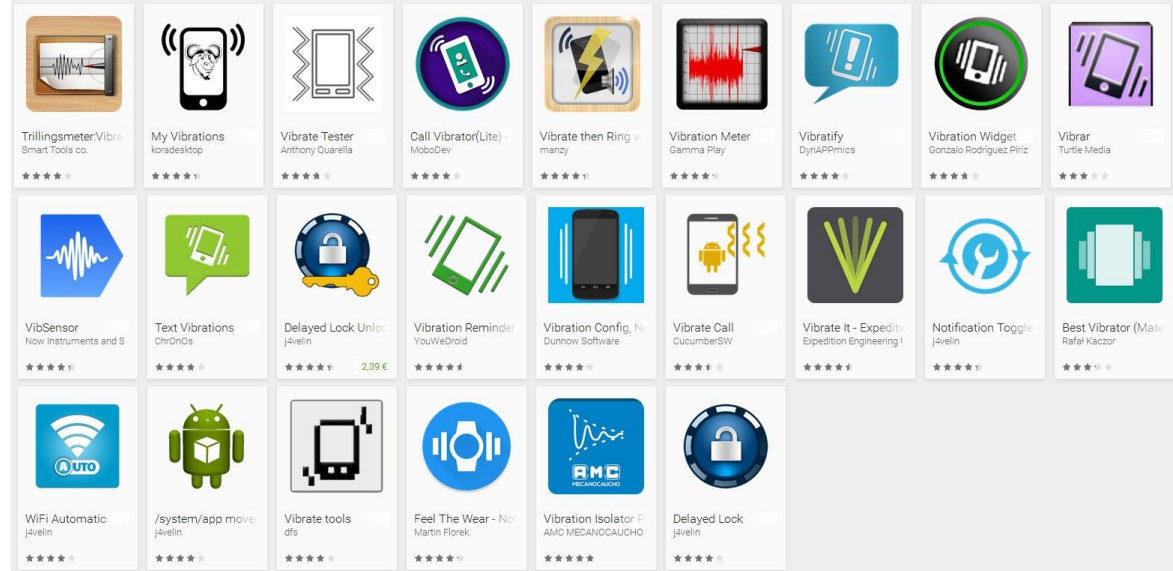 Trillingsmeter:Vibra
Smart Tools co.
My Vibrations
koradesktop
Vibrate Tester
Anthony Quarella
Call Vibrator(Lite) -
MoboDev
Vibrate then Ring w
manzy
Vibration Meter
Gamma Play
Vibratify
DynAPPmics
Vibration Widget
Gonzalo Rodríguez Píriz
Vibrar
Turtle Media
VibSensor
Now Instruments and S
Text Vibrations
ChrOnOs
Delayed Lock Unloc
j4velin
2,39 €
Vibration Reminder
YouWeDroid
Vibration Config, No
Dunnow Software
Vibrate Call
CucumberSW
Vibrate It - Expeditio
Expedition Engineering
Notification Toggle
j4velin
Best Vibrator (Mate
Rafał Kaczor
AUTO
WiFi Automatic
j4velin
/system/app mover
j4velin
Vibrate tools
dfs
Feel The Wear - Not
Martin Florek
AMC
MECANOCAUCHO
Vibration Isolator P
AMC MECANOCAUCHO
Delayed Lock
j4velin